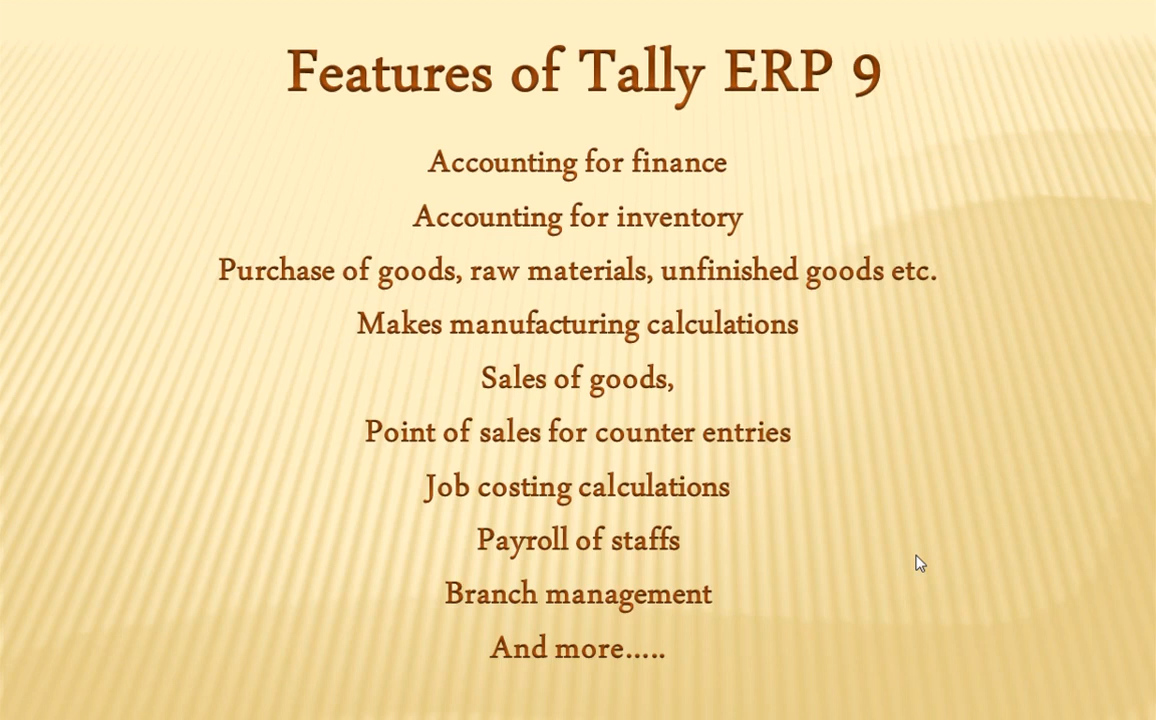 Features of Tally ERP 9
Accounting for finance
Accounting for inventory
Purchase of goods, raw materials, unfinished goods etc.
Makes manufacturing calculations
Sales of goods,
Point of sales for counter entries
Job costing calculations
Payroll of staffs
Branch management
And more.....